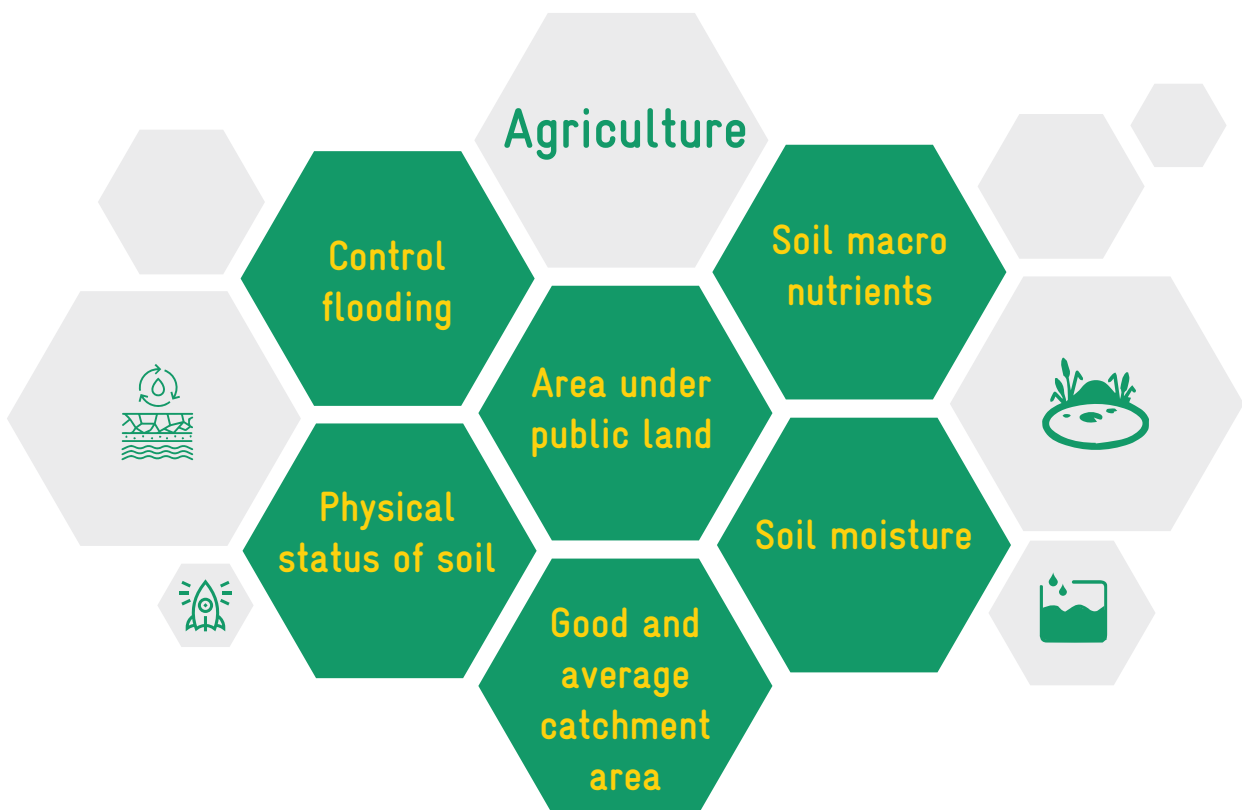 Agriculture
Control
flooding
Soil macro
nutrients
Area under
public land
Physical
status of soil
Soil moisture
Good and
average
catchment
area